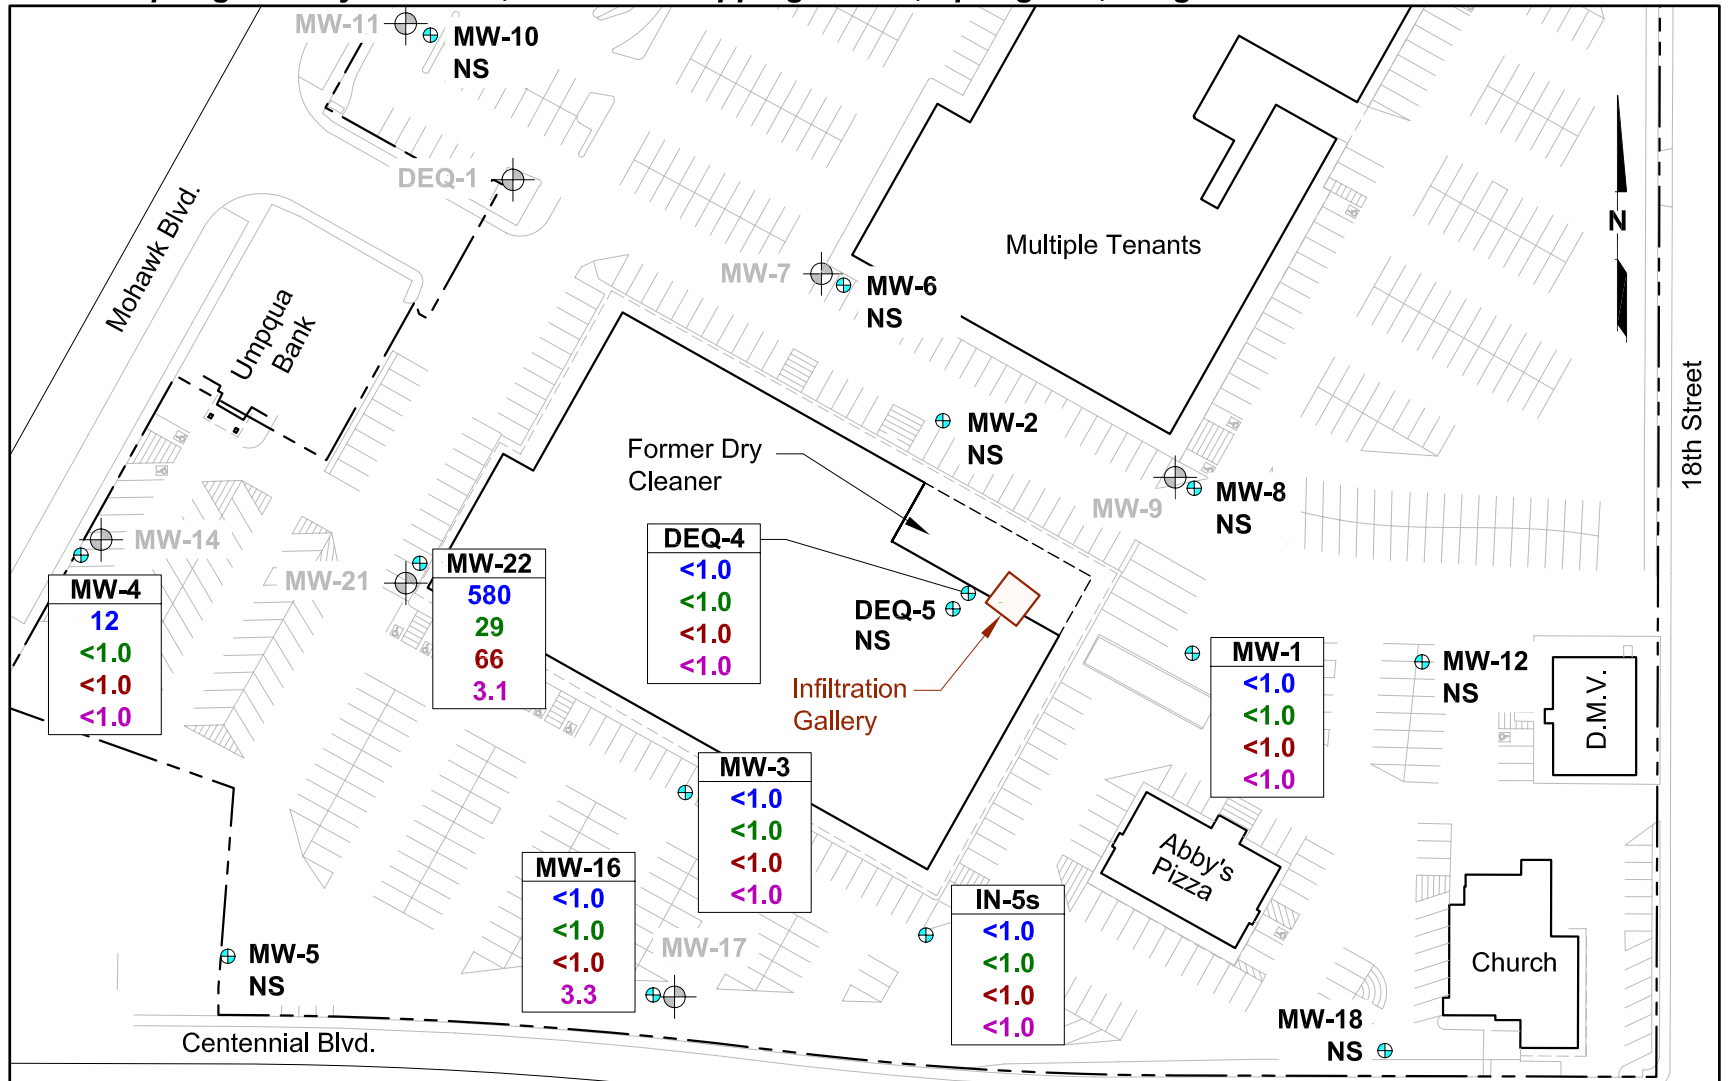 MW-11
MW-10
NS
DEQ-1
Mohawk Blvd.
Multiple Tenants
N
MW-7
MW-6
NS
Umpqua
Bank
18th Street
MW-2
NS
Former Dry
Cleaner
MW-9
MW-8
NS
MW-14
MW-4
12
<1.0
<1.0
<1.0
MW-21
MW-22
580
29
66
3.1
DEQ-4
<1.0
<1.0
<1.0
<1.0
DEQ-5
NS
Infiltration
Gallery
MW-1
<1.0
<1.0
<1.0
<1.0
MW-12
NS
D.M.V.
MW-3
<1.0
<1.0
<1.0
<1.0
Abby's
Pizza
MW-16
<1.0
<1.0
<1.0
3.3
MW-17
IN-5s
<1.0
<1.0
<1.0
<1.0
MW-5
NS
Church
MW-18
NS
Centennial Blvd.